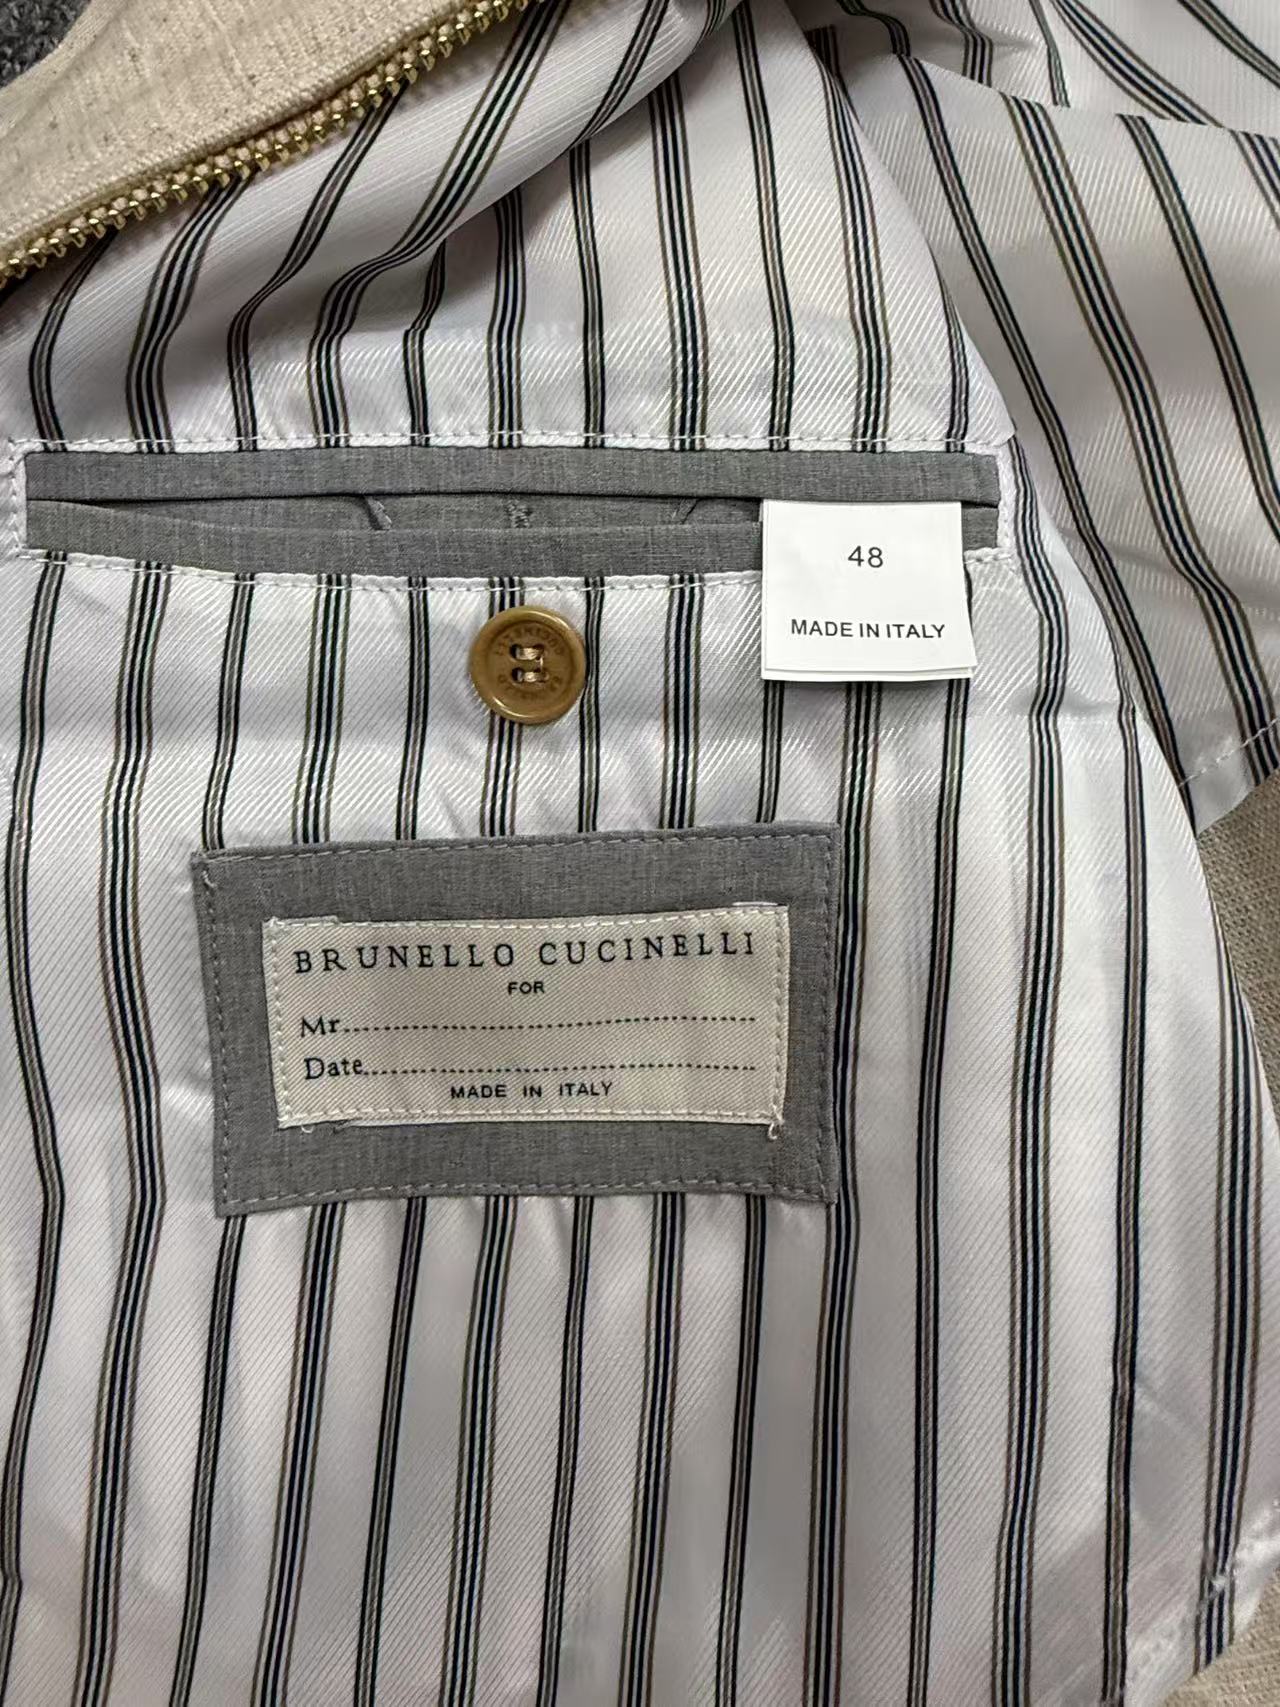 48
MADE IN ITALY
BRUNELLO CUCINELLI
FOR
Mr.............................................................
Date..........................................................
MADE IN ITALY